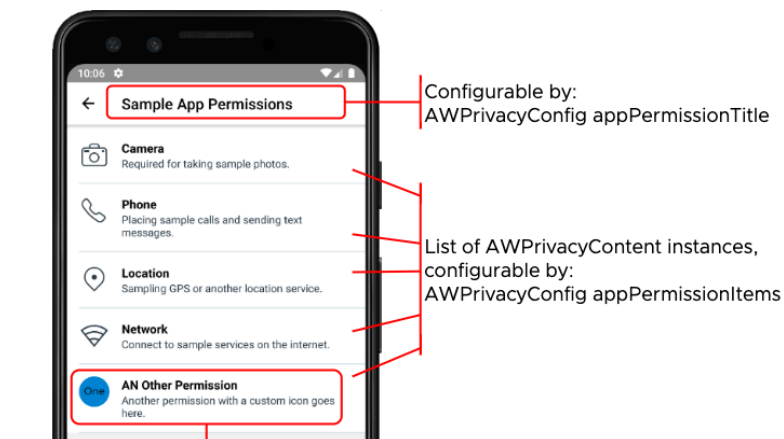 10:06
Sample App Permissions
Configurable by:
AWPrivacyConfig appPermissionTitle
Camera
Required for taking sample photos.
Phone
Placing sample calls and sending text
messages.
Location
Sampling GPS or another location service.
Network
Connect to sample services on the internet.
List of AWPrivacyContent instances,
configurable by:
AWPrivacyConfig appPermissionItems
One
AN Other Permission
Another permission with a custom icon goes
here.